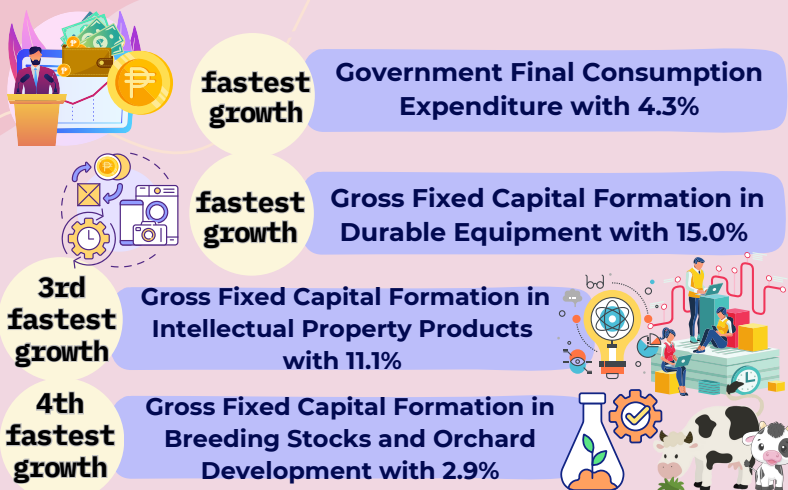 fastest
growth
Government Final Consumption
Expenditure with 4.3%
fastest
growth
Gross Fixed Capital Formation in
Durable Equipment with 15.0%
3rd
fastest
growth
Gross Fixed Capital Formation in
Intellectual Property Products
with 11.1%
4th
fastest
growth
Gross Fixed Capital Formation in
Breeding Stocks and Orchard
Development with 2.9%